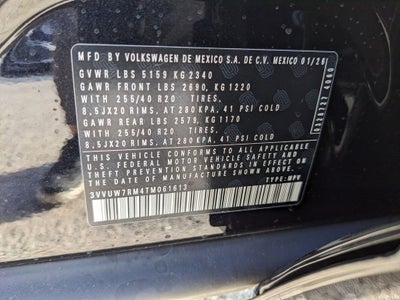 MFD BY VOLKSWAGEN DE MEXICO S.A. DE C.V. MEXICO 01/26
GVWR LBS 5159 KG 2340
GAWR FRONT LBS 2690, KG 1220
WITH 255/40 R20 TIRES.
8,5JX20 RIMS, AT 280 KPA, 41 PSI COLD
GAWR REAR LBS 2579, KG 1170
WITH 255/40 R20 TIRES.
8,5JX20 RIMS, AT 280 KPA, 41 PSI COLD
THIS VEHICLE CONFORMS TO ALL APPLICABLE
U.S. FEDERAL MOTOR VEHICLE SAFETY AND
THEFT PREVENTION STANDARDS IN EFFECT ON
THE DATE OF MANUFACTURE SHOWN ABOVE.
3VVUW7RM4TM061613
TYPE: MPV